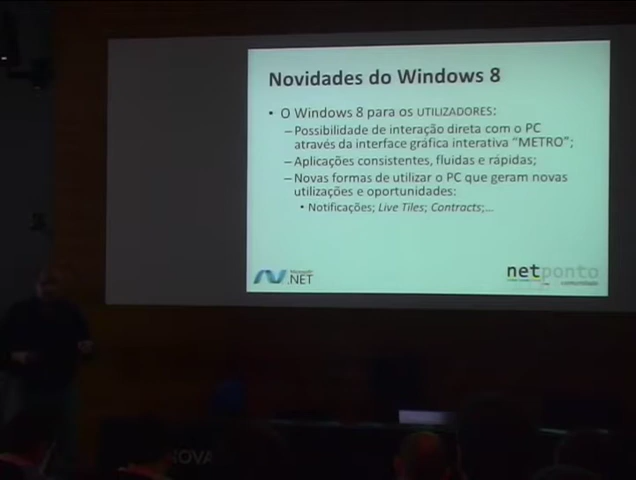 Novidades do Windows 8
• O Windows 8 para os UTILIZADORES:
–Possibilidade de interação direta com o PC
através da interface gráfica interativa “METRO”;
–Aplicações consistentes, fluidas e rápidas;
–Novas formas de utilizar o PC que geram novas
utilizações e oportunidades:
• Notificações; Live Tiles; Contracts;...
Microsoft
.NET
netponto
comunidade
NOVA